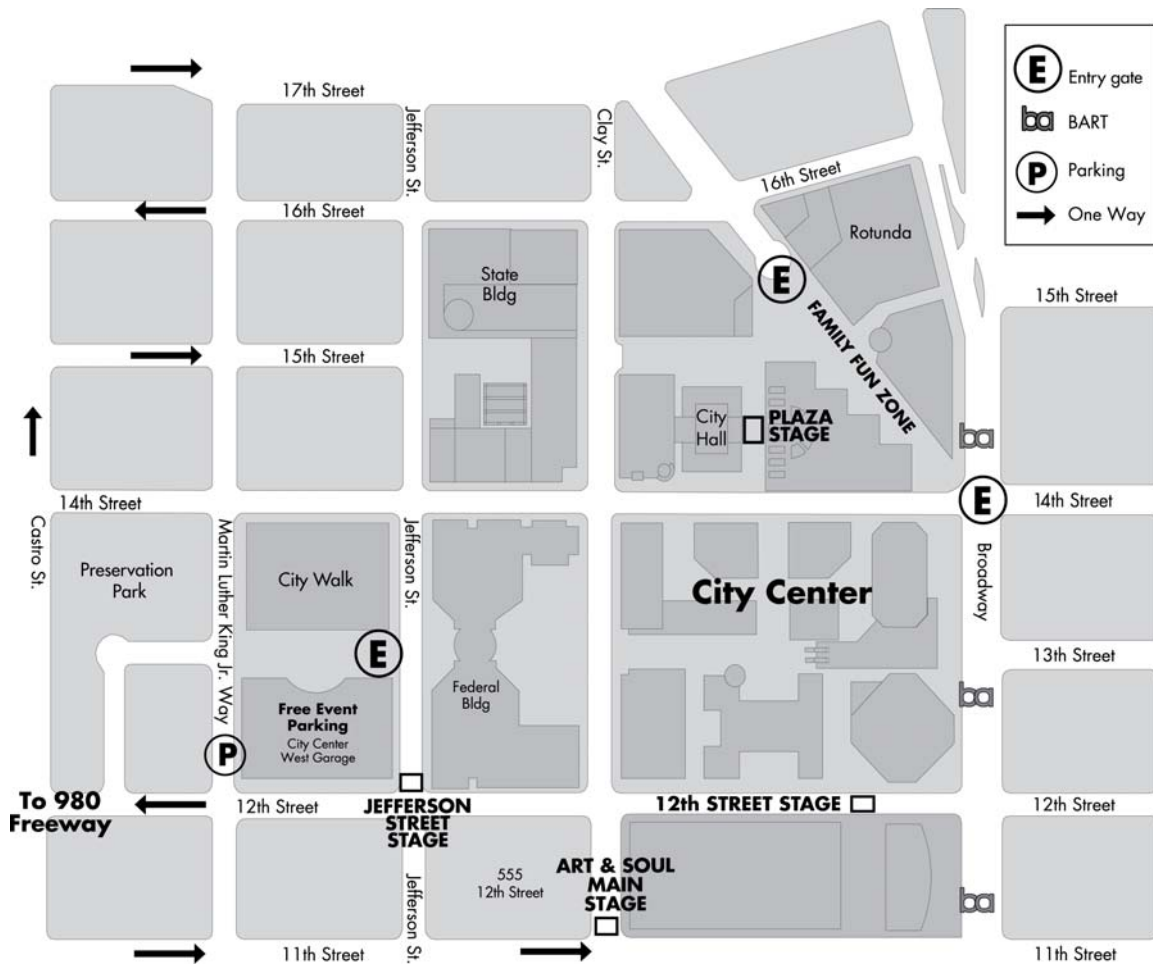 17th Street
Jefferson St.
Clay St.
E Entry gate
ba BART
P Parking
One Way
16th Street
16th Street
Rotunda
State
Bldg
E
15th Street
FAMILY FUN ZONE
15th Street
City
Hall
PLAZA
STAGE
ba
14th Street
E
14th Street
Castro St.
Martin Luther King Jr. Way
Jefferson St.
Broadway
Preservation
Park
City Walk
City Center
E
13th Street
Federal
Bldg
Free Event
Parking
City Center
West Garage
ba
P
To 980
Freeway
12th Street
JEFFERSON
STREET
STAGE
12th STREET STAGE
12th Street
ART & SOUL
MAIN
STAGE
555
12th Street
Jefferson St.
ba
11th Street
11th Street